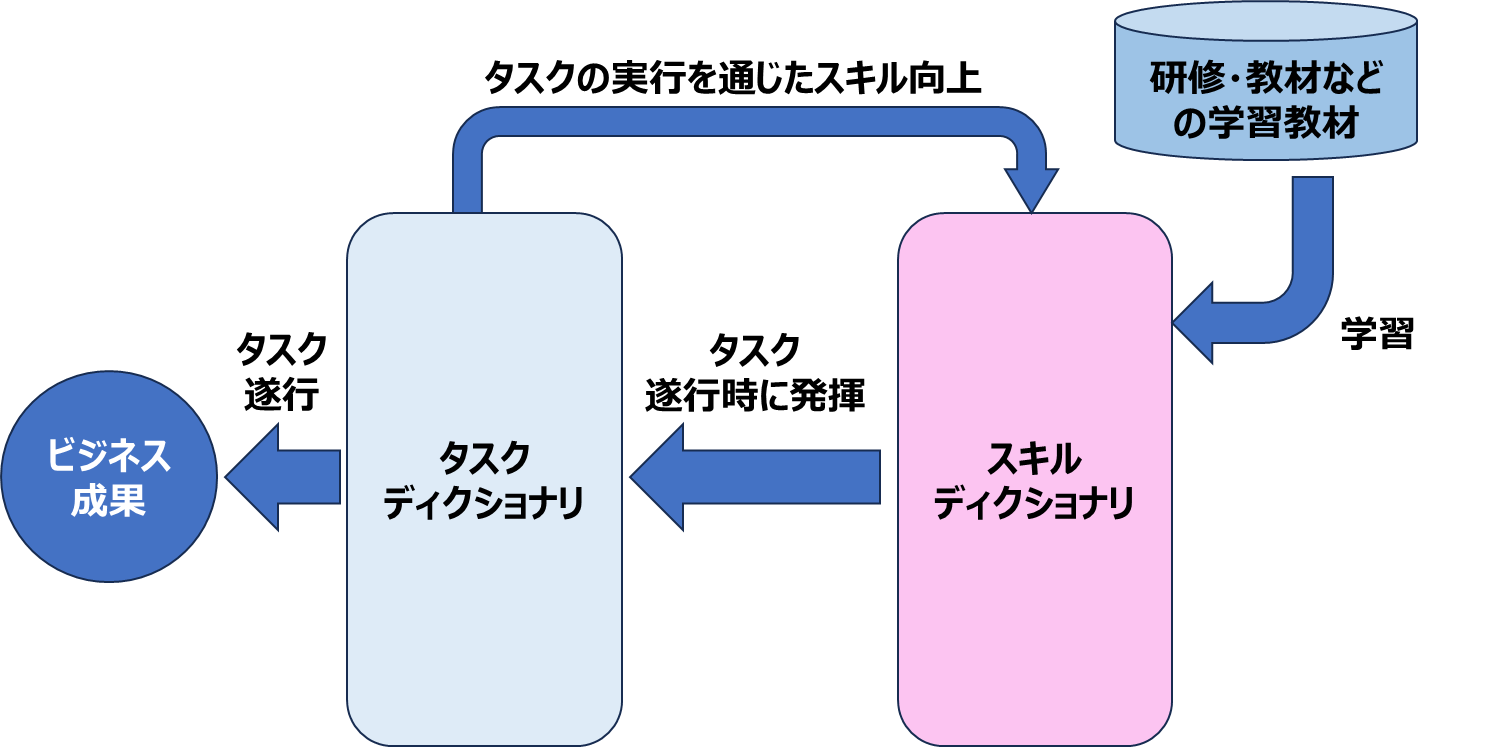 タスクの実行を通じたスキル向上
研修・教材など
の学習教材
学習
タスク
遂行
タスク
遂行時に発揮
ビジネス
成果
タスク
ディクショナリ
スキル
ディクショナリ